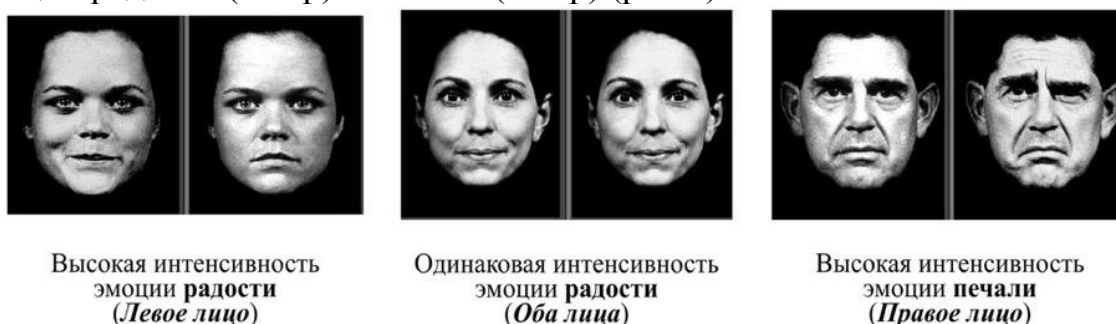 Высокая интенсивность
эмоции радости
(Левое лицо)
Одинаковая интенсивность
эмоции радости
(Оба лица)
Высокая интенсивность
эмоции печали
(Правое лицо)